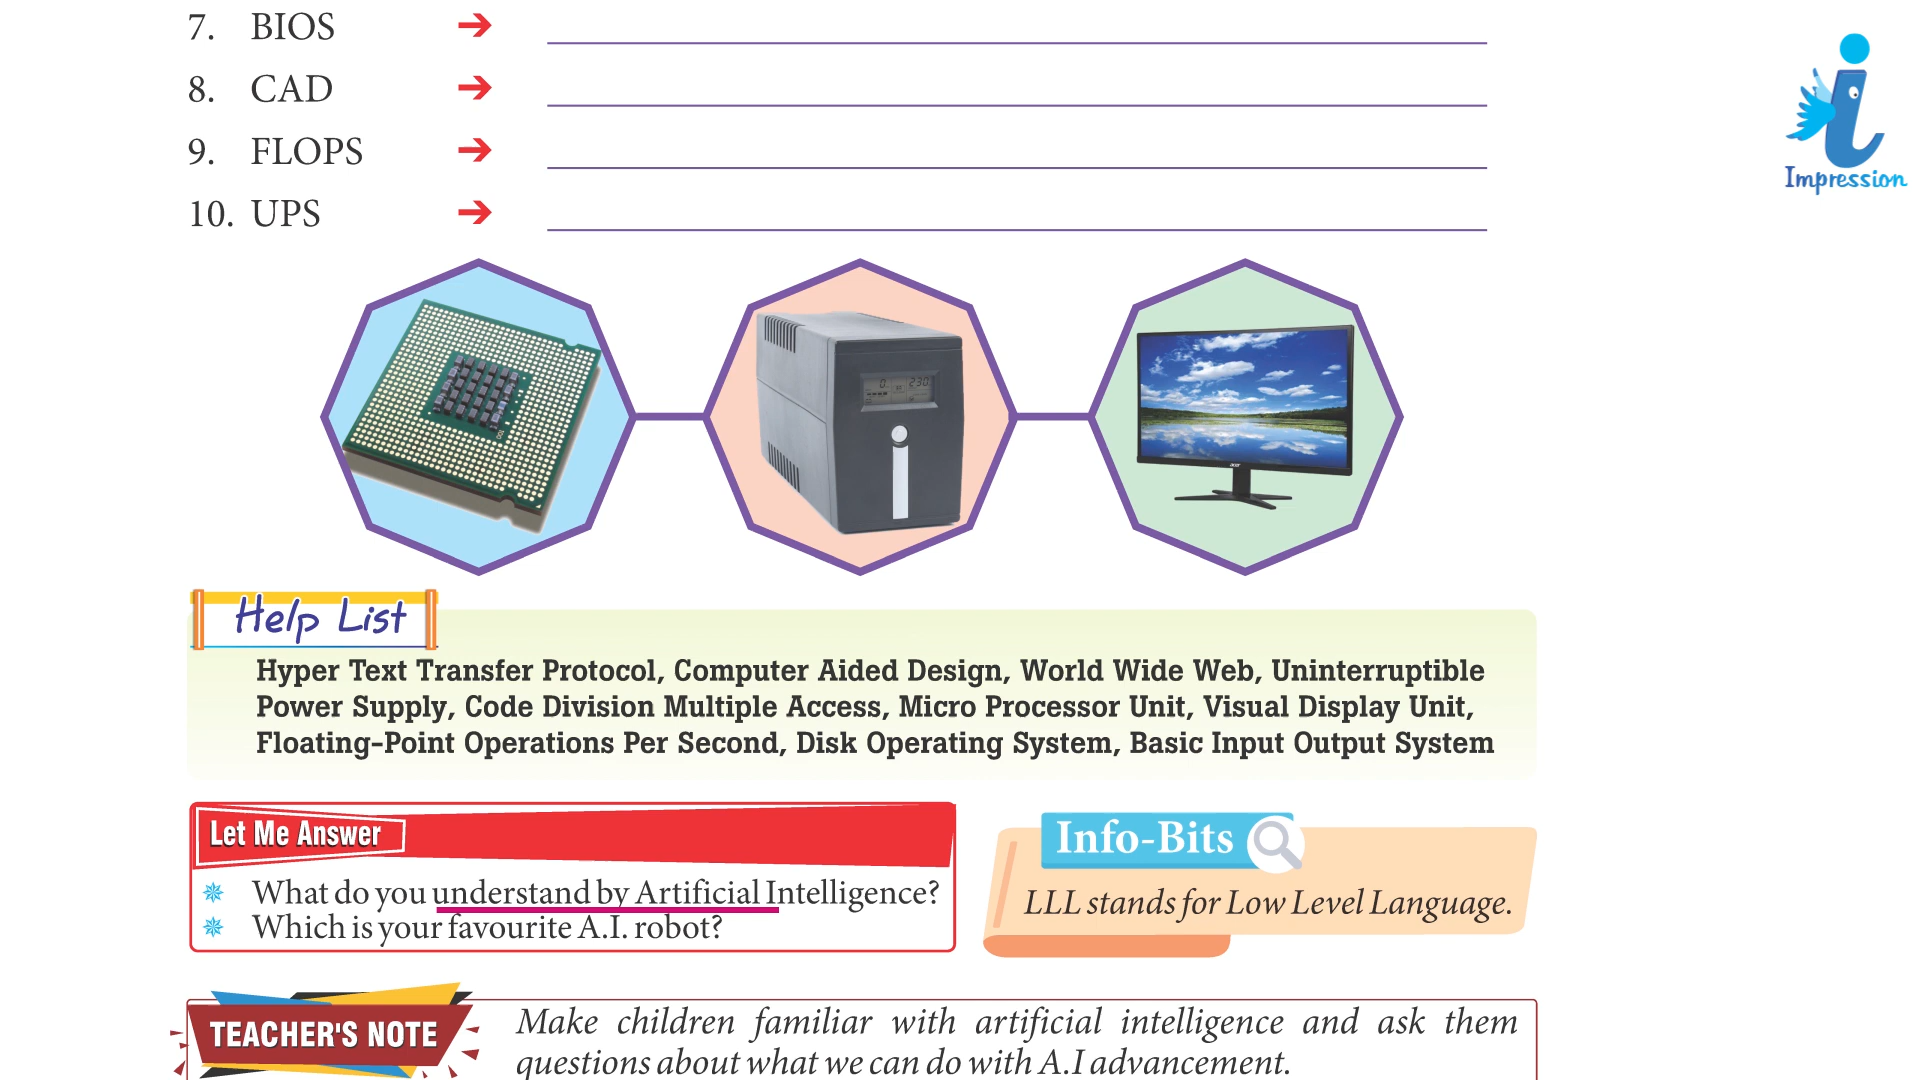 7. BIOS ➔
8. CAD ➔
9. FLOPS ➔
10. UPS ➔
Impression
Help List
Hyper Text Transfer Protocol, Computer Aided Design, World Wide Web, Uninterruptible
Power Supply, Code Division Multiple Access, Micro Processor Unit, Visual Display Unit,
Floating-Point Operations Per Second, Disk Operating System, Basic Input Output System
Let Me Answer
What do you understand by Artificial Intelligence?
Which is your favourite A.I. robot?
Info-Bits
LLL stands for Low Level Language.
TEACHER'S NOTE
Make children familiar with artificial intelligence and ask them
questions about what we can do with A.I advancement.